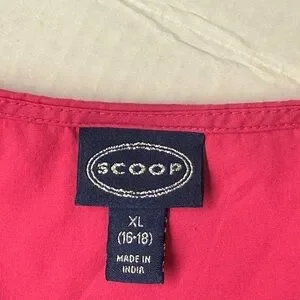 SCOOP
XL
(16-18)
MADE IN
INDIA